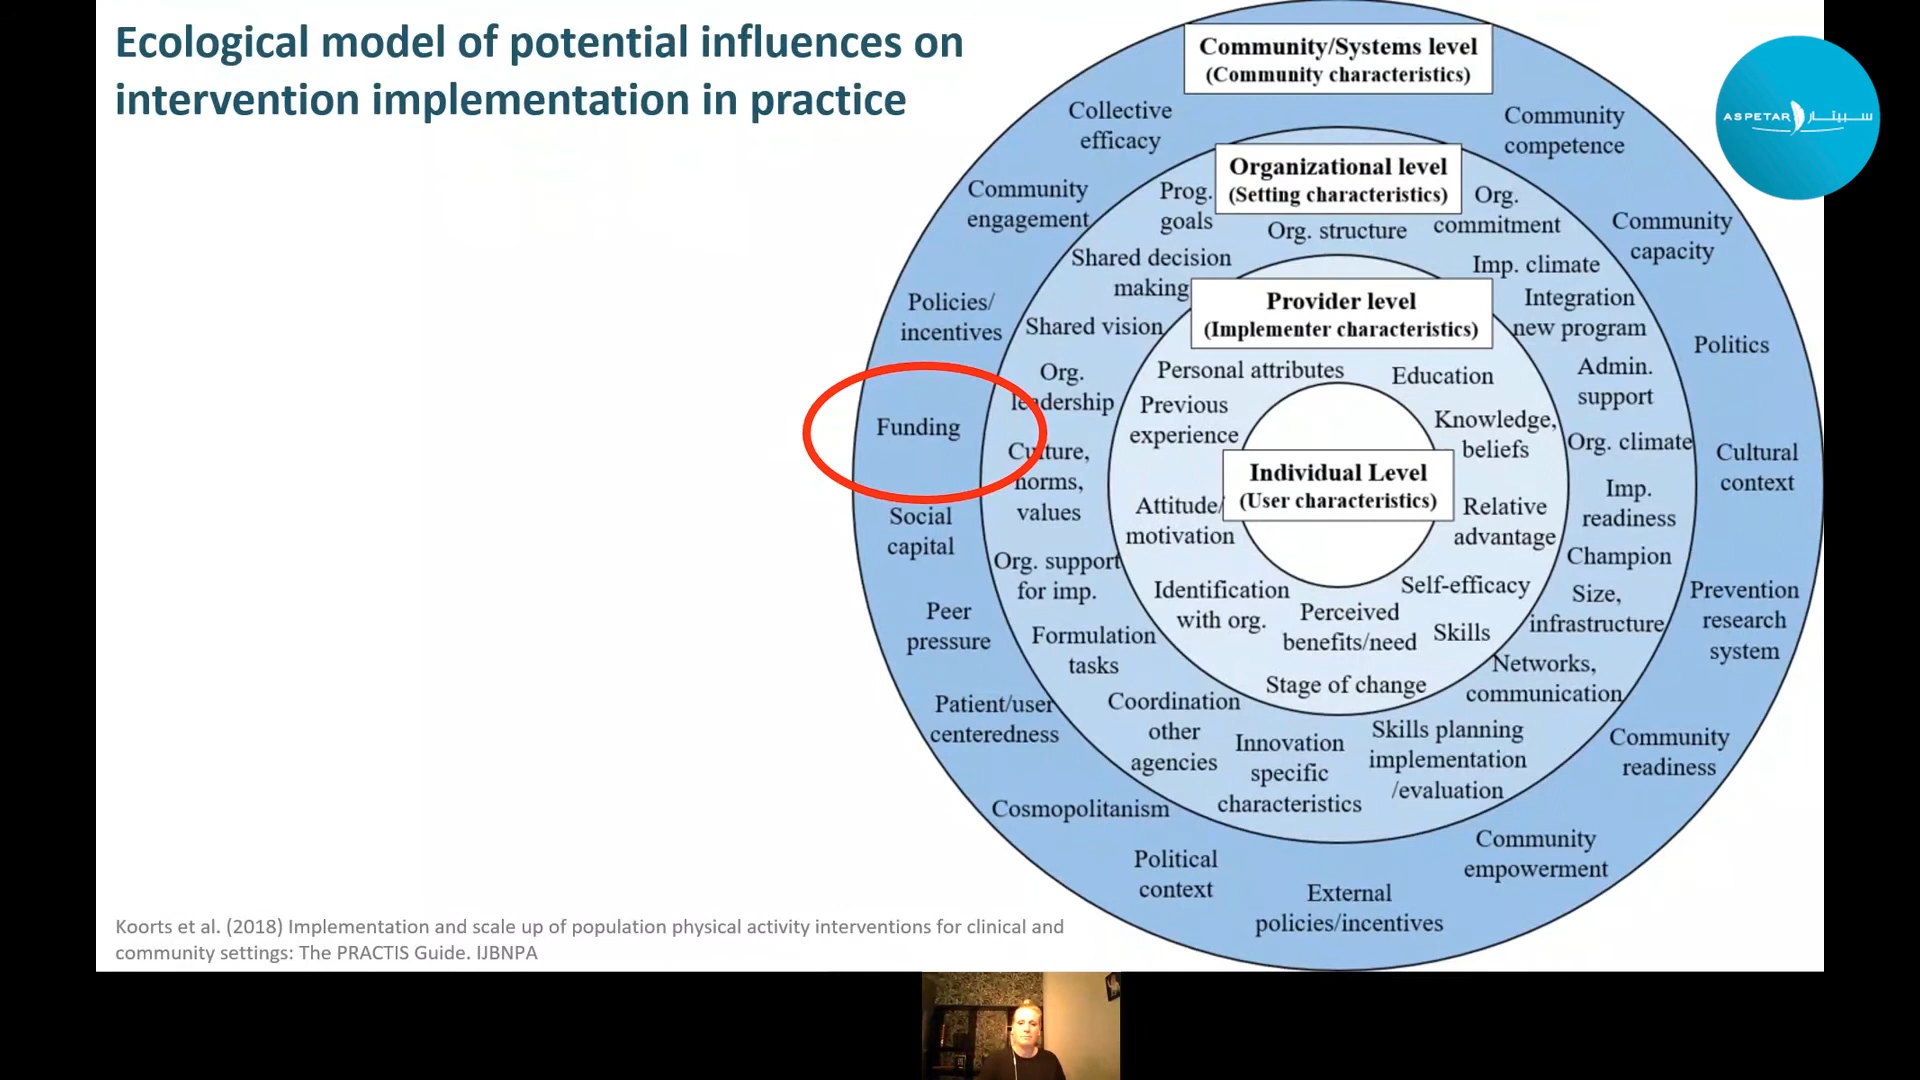 Ecological model of potential influences on
intervention implementation in practice
Community/Systems level
(Community characteristics)
ASPETAR سبيتار
Collective
efficacy
Community
competence
Community
engagement
Community
capacity
Policies/
incentives
Politics
Funding
Cultural
context
Social
capital
Prevention
research
system
Peer
pressure
Patient/user
centeredness
Community
readiness
Cosmopolitanism
Community
empowerment
Political
context
External
policies/incentives
Organizational level
(Setting characteristics)
Prog.
goals
Org. structure
Org.
commitment
Shared decision
making
Imp. climate
Shared vision
Integration
new program
Org.
leadership
Admin.
support
Culture,
norms,
values
Org. climate
Imp.
readiness
Org. support
for imp.
Champion
Formulation
tasks
Size,
infrastructure
Networks,
communication
Coordination
other
agencies
Innovation
specific
characteristics
Skills planning
implementation
/evaluation
Provider level
(Implementer characteristics)
Personal attributes
Education
Previous
experience
Knowledge,
beliefs
Attitude/
motivation
Relative
advantage
Identification
with org.
Self-efficacy
Perceived
benefits/need
Skills
Stage of change
Individual Level
(User characteristics)
Koorts et al. (2018) Implementation and scale up of population physical activity interventions for clinical and
community settings: The PRACTIS Guide. IJBNPA